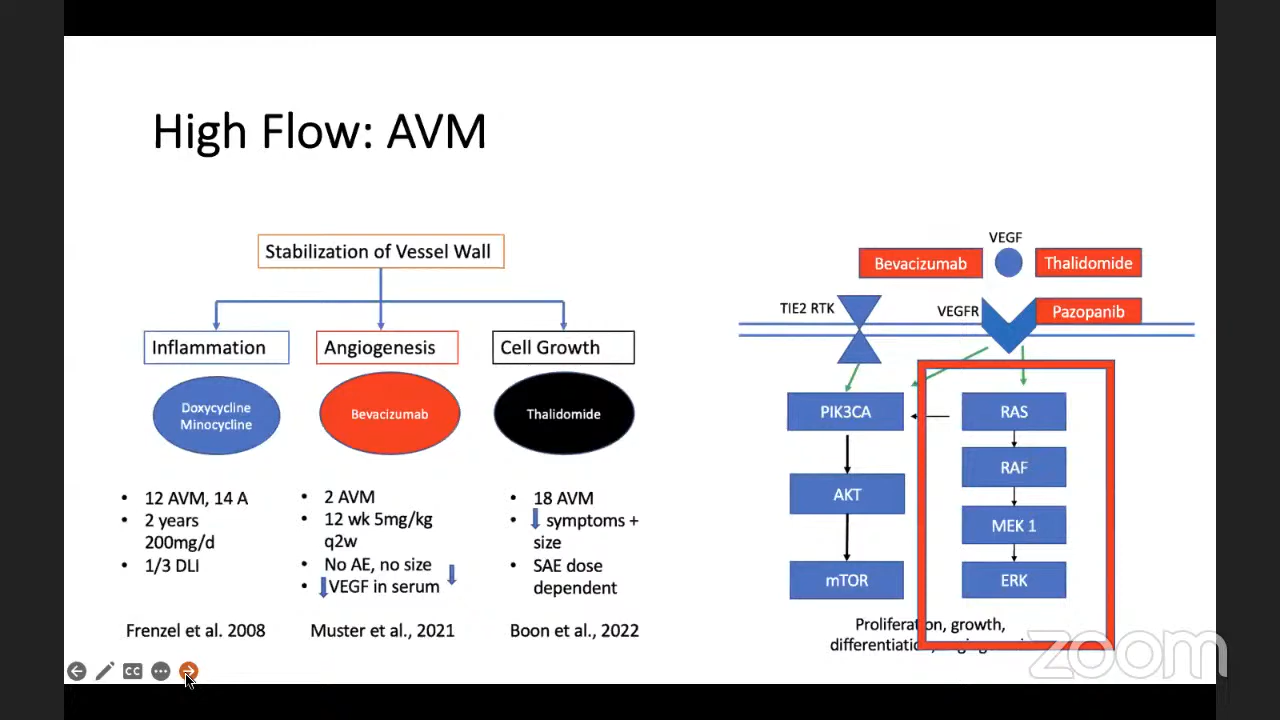 High Flow: AVM
Stabilization of Vessel Wall
Inflammation
Angiogenesis
Cell Growth
Doxycycline
Minocycline
Bevacizumab
Thalidomide
• 12 AVM, 14 A
• 2 years
200mg/d
• 1/3 DLI
• 2 AVM
• 12 wk 5mg/kg
q2w
• No AE, no size
• VEGF in serum
• 18 AVM
• symptoms +
size
• SAE dose
dependent
Frenzel et al. 2008
Muster et al., 2021
Boon et al., 2022
VEGF
Bevacizumab
Thalidomide
TIE2 RTK
VEGFR
Pazopanib
PIK3CA
RAS
RAF
AKT
MEK 1
mTOR
ERK
Proliferation, growth,
CC
zoom